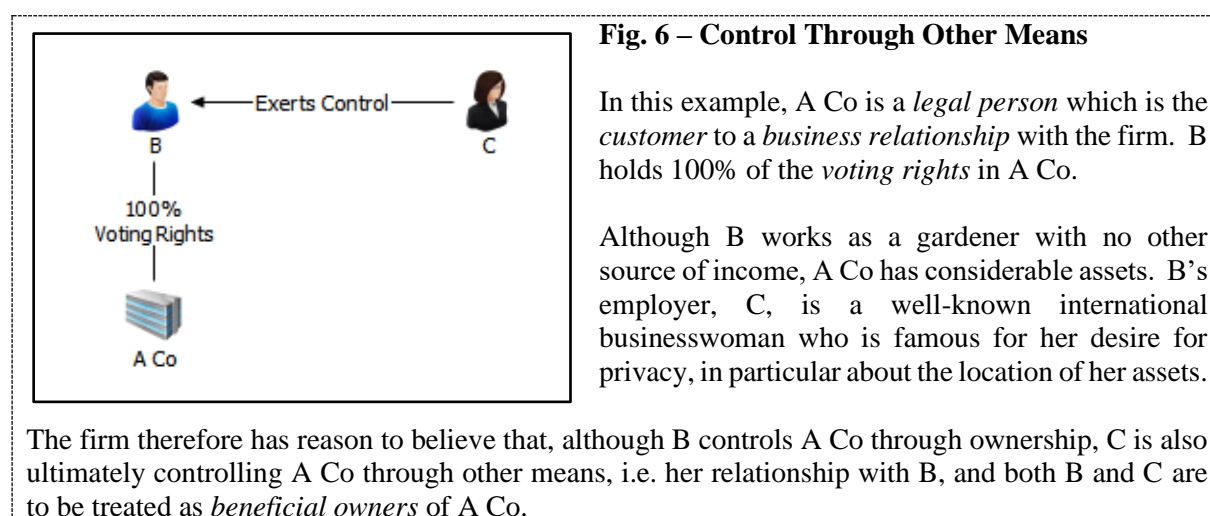 Fig. 6 – Control Through Other Means
Exerts Control
B
C
100%
Voting Rights
A Co
In this example, A Co is a legal person which is the
customer to a business relationship with the firm. B
holds 100% of the voting rights in A Co.
Although B works as a gardener with no other
source of income, A Co has considerable assets. B’s
employer, C, is a well-known international
businesswoman who is famous for her desire for
privacy, in particular about the location of her assets.
The firm therefore has reason to believe that, although B controls A Co through ownership, C is also
ultimately controlling A Co through other means, i.e. her relationship with B, and both B and C are
to be treated as beneficial owners of A Co.